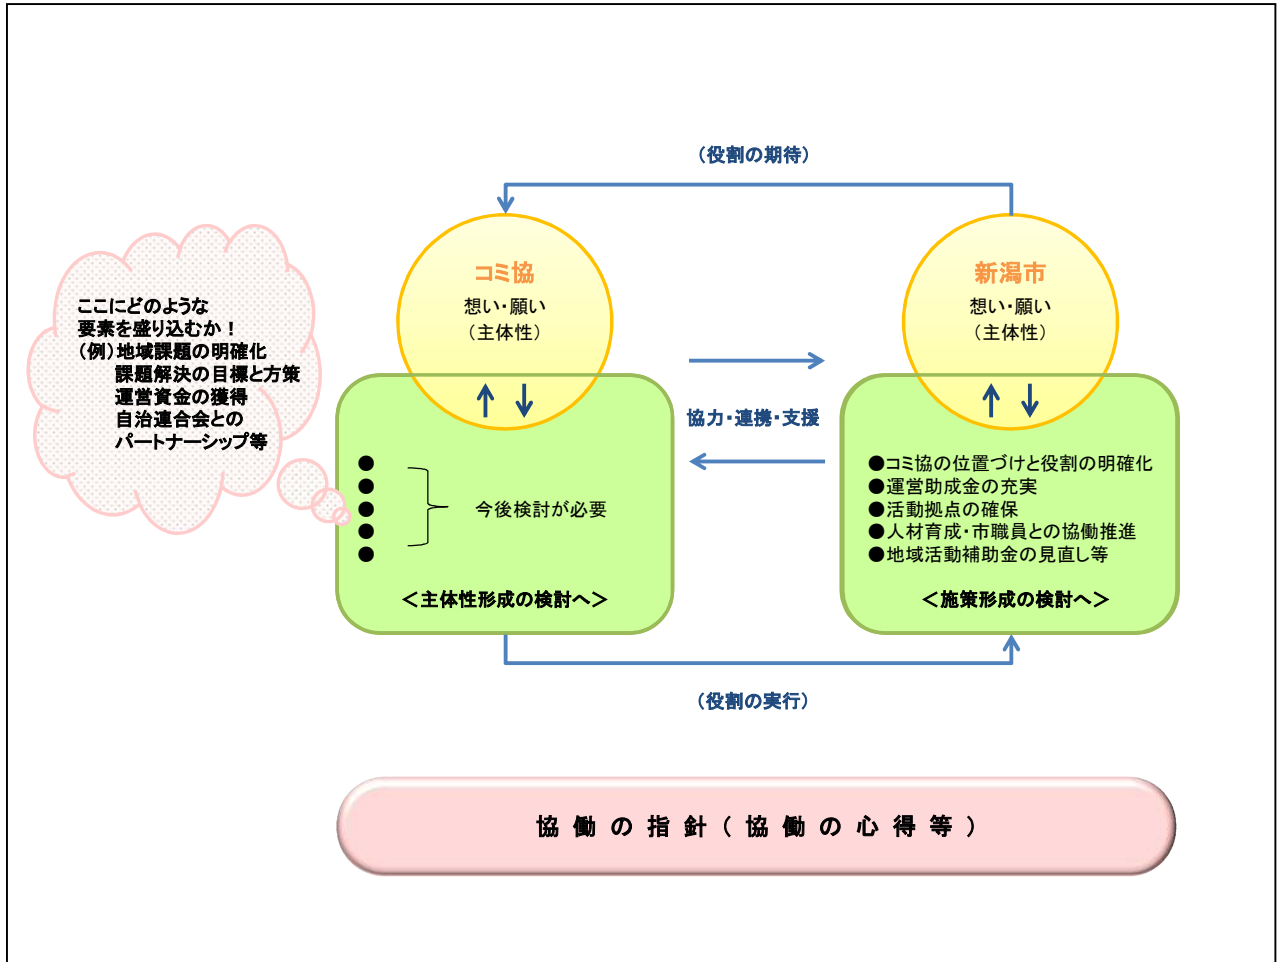 （役割の期待）
コミ協
想い・願い
（主体性）
新潟市
想い・願い
（主体性）
ここにどのような
要素を盛り込むか！
（例）地域課題の明確化
課題解決の目標と方策
運営資金の獲得
自治連合会との
パートナーシップ等
協力・連携・支援
●
●
●
●
●
今後検討が必要
＜主体性形成の検討へ＞
●コミ協の位置づけと役割の明確化
●運営助成金の充実
●活動拠点の確保
●人材育成・市職員との協働推進
●地域活動補助金の見直し等
＜施策形成の検討へ＞
（役割の実行）
協働の指針（協働の心得等）